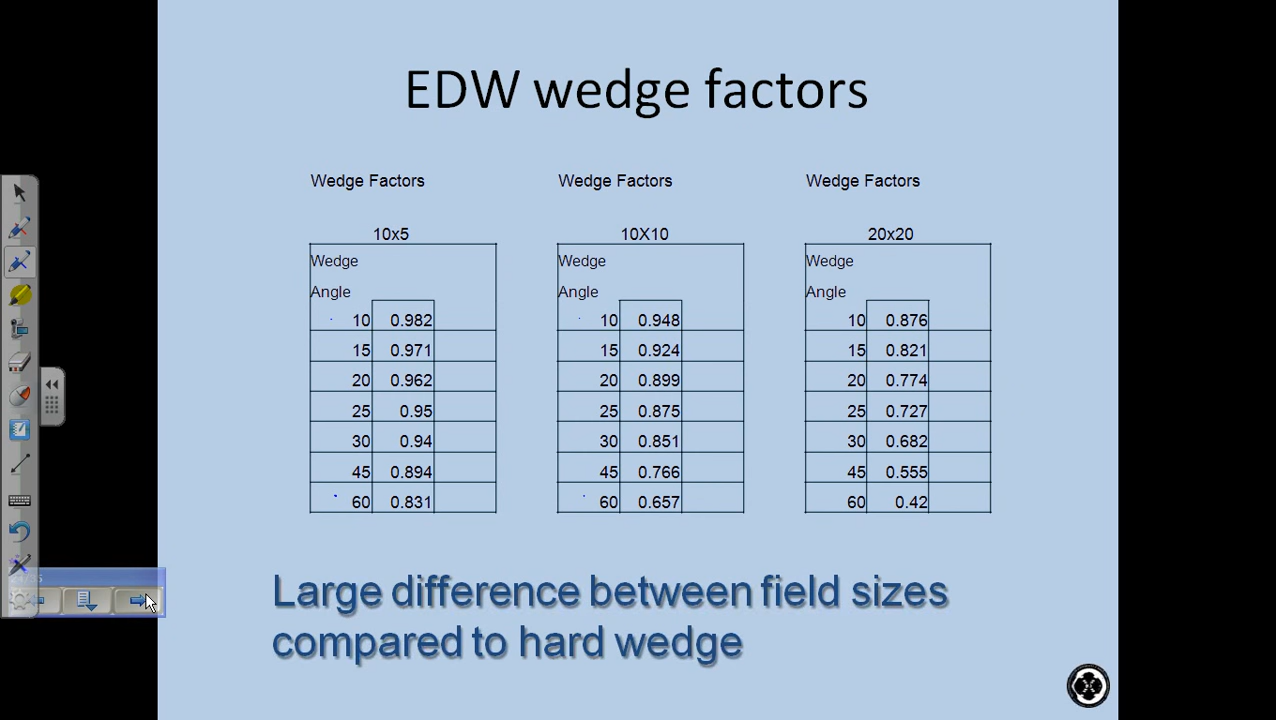 EDW wedge factors
Wedge Factors
10x5
Wedge
Angle
10 0.982
15 0.971
20 0.962
25 0.95
30 0.94
45 0.894
60 0.831
Wedge Factors
10X10
Wedge
Angle
10 0.948
15 0.924
20 0.899
25 0.875
30 0.851
45 0.766
60 0.657
Wedge Factors
20x20
Wedge
Angle
10 0.876
15 0.821
20 0.774
25 0.727
30 0.682
45 0.555
60 0.42
Large difference between field sizes
compared to hard wedge